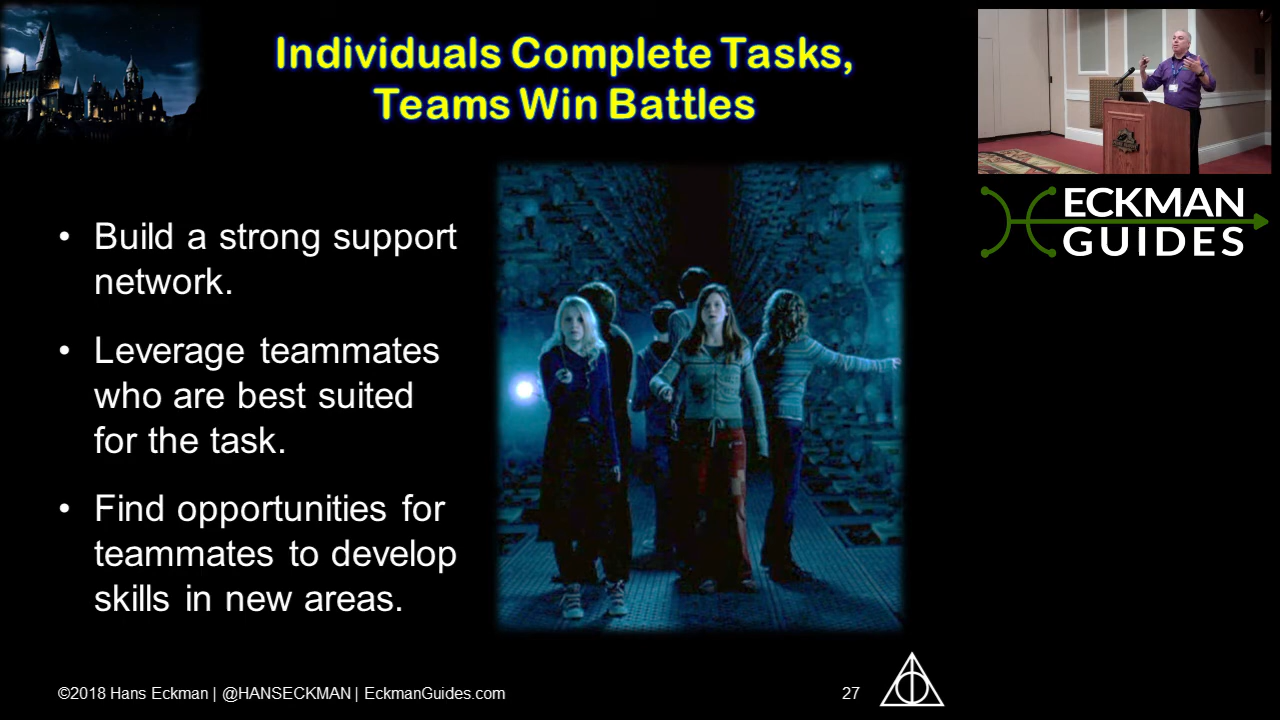 Individuals Complete Tasks,
Teams Win Battles
• Build a strong support
network.
• Leverage teammates
who are best suited
for the task.
• Find opportunities for
teammates to develop
skills in new areas.
ECKMAN
GUIDES
©2018 Hans Eckman | @HANSECKMAN | EckmanGuides.com
27